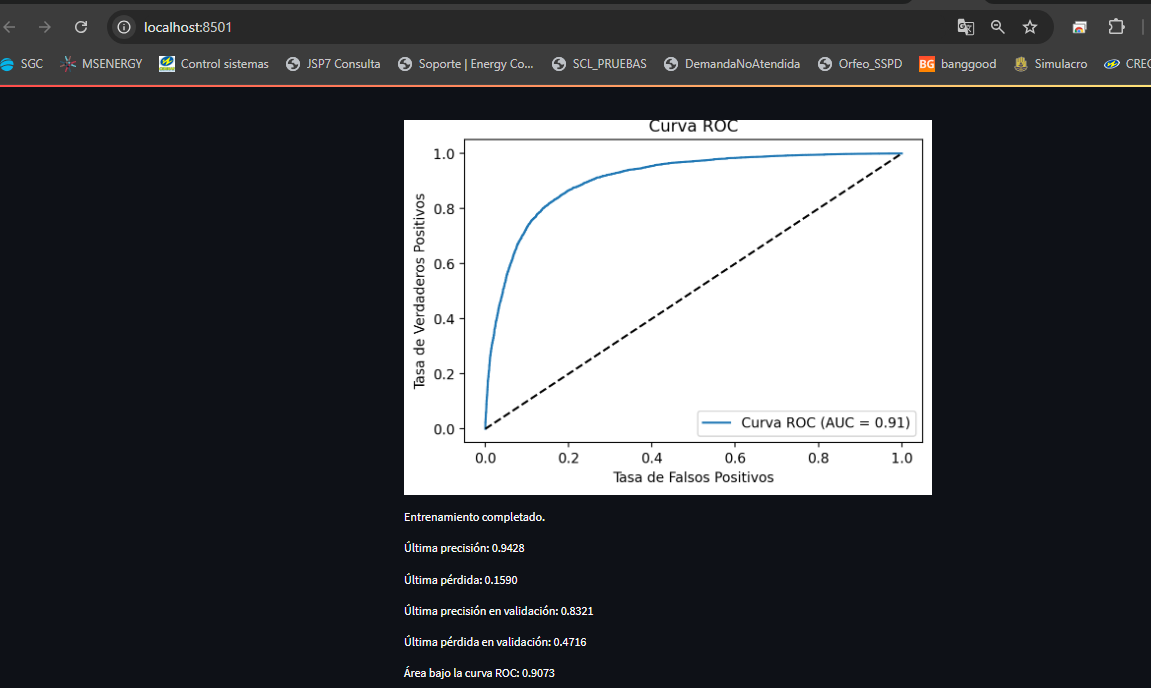 localhost:8501
SGC MSENERGY Control sistemas JSP7 Consulta Soporte | Energy Co... SCL_PRUEBAS DemandaNoAtendida Orfeo_SSPD BG banggood Simulacro CREG
Curva ROC
1.0
0.8
0.6
0.4
0.2
0.0
Tasa de Verdaderos Positivos
Curva ROC (AUC = 0.91)
0.0 0.2 0.4 0.6 0.8 1.0
Tasa de Falsos Positivos
Entrenamiento completado.
Última precisión: 0.9428
Última pérdida: 0.1590
Última precisión en validación: 0.8321
Última pérdida en validación: 0.4716
Área bajo la curva ROC: 0.9073